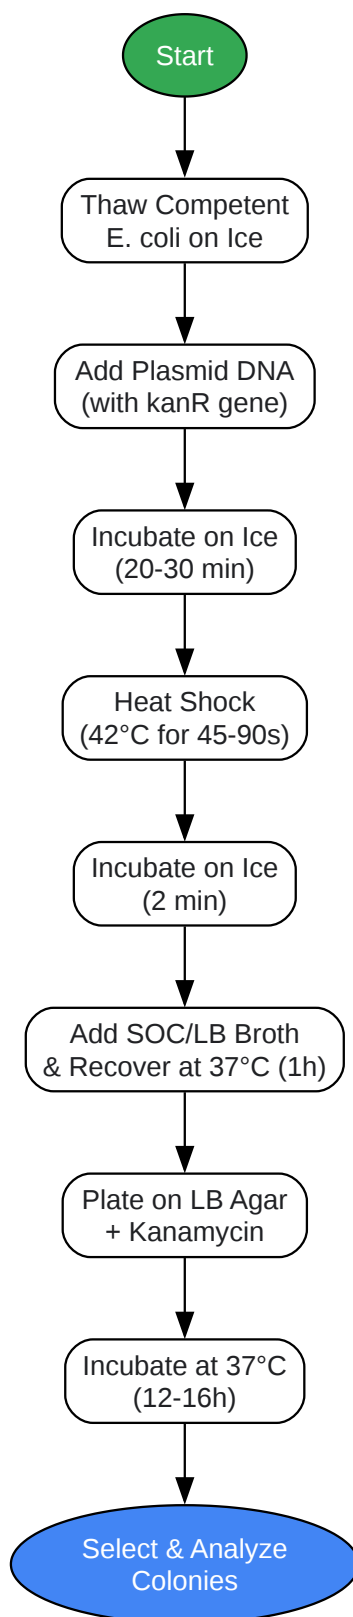 Start
Thaw Competent
E. coli on Ice
Add Plasmid DNA
(with kanR gene)
Incubate on Ice
(20-30 min)
Heat Shock
(42°C for 45-90s)
Incubate on Ice
(2 min)
Add SOC/LB Broth
& Recover at 37°C (1h)
Plate on LB Agar
+ Kanamycin
Incubate at 37°C
(12-16h)
Select & Analyze
Colonies